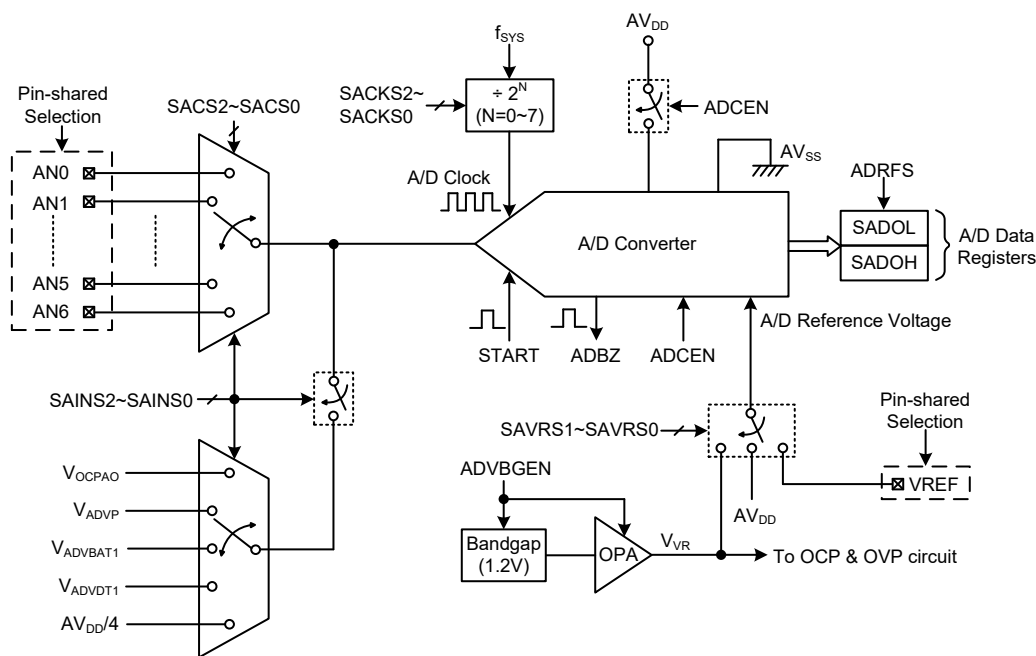 AV_DD
f_SYS
Pin-shared
Selection
SACS2~SACS0
SACKS2~
SACKS0
÷ 2^N
(N=0~7)
ADCEN
AN0
AN1
AN5
AN6
A/D Clock
AV_SS
ADRFS
A/D Converter
SADOL
SADOH
A/D Data
Registers
A/D Reference Voltage
START
ADBZ
ADCEN
SAINS2~SAINS0
SAVRS1~SAVRS0
Pin-shared
Selection
VREF
V_OCPAO
V_ADVP
V_ADVBAT1
V_ADVDT1
AV_DD/4
ADVBGEN
AV_DD
Bandgap
(1.2V)
OPA
V_VR
To OCP & OVP circuit